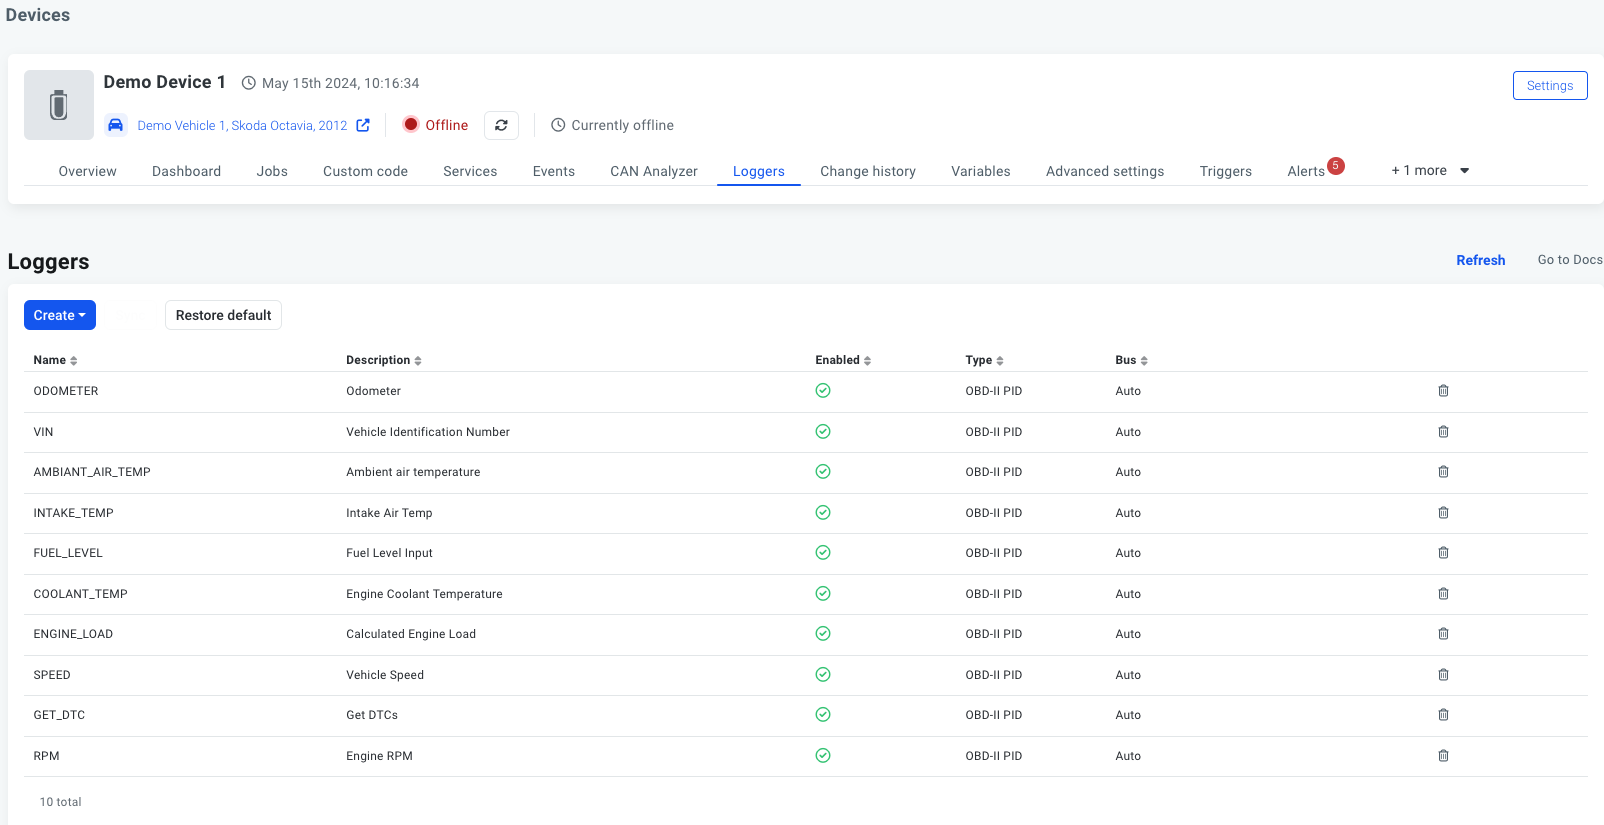 Devices
Demo Device 1 May 15th 2024, 10:16:34
Settings
Demo Vehicle 1, Skoda Octavia, 2012 Offline Currently offline
Overview Dashboard Jobs Custom code Services Events CAN Analyzer Loggers Change history Variables Advanced settings Triggers Alerts 5 + 1 more
Loggers Refresh Go to Docs
Create Restore default
Name Description Enabled Type Bus
ODOMETER Odometer OBD-II PID Auto
VIN Vehicle Identification Number OBD-II PID Auto
AMBIANT_AIR_TEMP Ambient air temperature OBD-II PID Auto
INTAKE_TEMP Intake Air Temp OBD-II PID Auto
FUEL_LEVEL Fuel Level Input OBD-II PID Auto
COOLANT_TEMP Engine Coolant Temperature OBD-II PID Auto
ENGINE_LOAD Calculated Engine Load OBD-II PID Auto
SPEED Vehicle Speed OBD-II PID Auto
GET_DTC Get DTCs OBD-II PID Auto
RPM Engine RPM OBD-II PID Auto
10 total